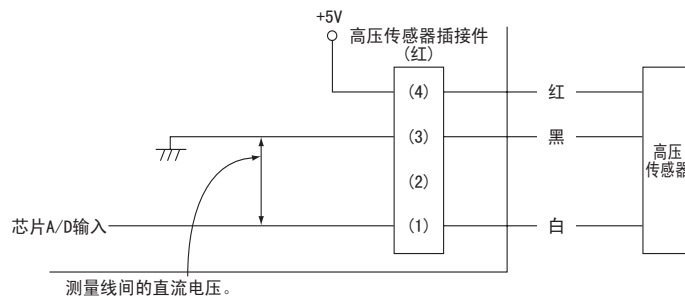 +5V
高压传感器插接件
(红)
(4)
红
(3)
黑
高压
传感器
(2)
芯片A/D输入
(1)
白
测量线间的直流电压。